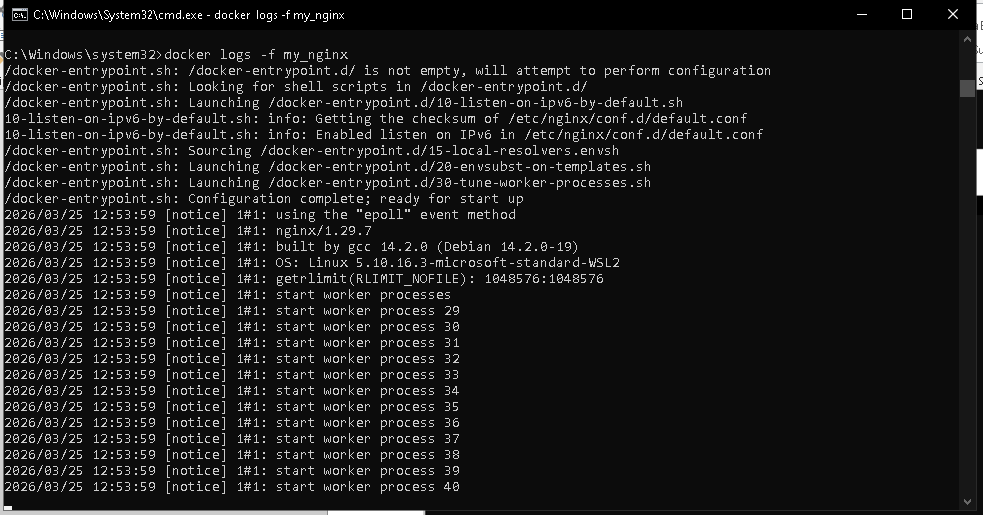 C:\Windows\System32\cmd.exe - docker logs -f my_nginx
C:\Windows\system32>docker logs -f my_nginx
/docker-entrypoint.sh: /docker-entrypoint.d/ is not empty, will attempt to perform configuration
/docker-entrypoint.sh: Looking for shell scripts in /docker-entrypoint.d/
/docker-entrypoint.sh: Launching /docker-entrypoint.d/10-listen-on-ipv6-by-default.sh
10-listen-on-ipv6-by-default.sh: info: Getting the checksum of /etc/nginx/conf.d/default.conf
10-listen-on-ipv6-by-default.sh: info: Enabled listen on IPv6 in /etc/nginx/conf.d/default.conf
/docker-entrypoint.sh: Sourcing /docker-entrypoint.d/15-local-resolvers.envsh
/docker-entrypoint.sh: Launching /docker-entrypoint.d/20-envsubst-on-templates.sh
/docker-entrypoint.sh: Launching /docker-entrypoint.d/30-tune-worker-processes.sh
/docker-entrypoint.sh: Configuration complete; ready for start up
2026/03/25 12:53:59 [notice] 1#1: using the "epoll" event method
2026/03/25 12:53:59 [notice] 1#1: nginx/1.29.7
2026/03/25 12:53:59 [notice] 1#1: built by gcc 14.2.0 (Debian 14.2.0-19)
2026/03/25 12:53:59 [notice] 1#1: OS: Linux 5.10.16.3-microsoft-standard-WSL2
2026/03/25 12:53:59 [notice] 1#1: getrlimit(RLIMIT_NOFILE): 1048576:1048576
2026/03/25 12:53:59 [notice] 1#1: start worker processes
2026/03/25 12:53:59 [notice] 1#1: start worker process 29
2026/03/25 12:53:59 [notice] 1#1: start worker process 30
2026/03/25 12:53:59 [notice] 1#1: start worker process 31
2026/03/25 12:53:59 [notice] 1#1: start worker process 32
2026/03/25 12:53:59 [notice] 1#1: start worker process 33
2026/03/25 12:53:59 [notice] 1#1: start worker process 34
2026/03/25 12:53:59 [notice] 1#1: start worker process 35
2026/03/25 12:53:59 [notice] 1#1: start worker process 36
2026/03/25 12:53:59 [notice] 1#1: start worker process 37
2026/03/25 12:53:59 [notice] 1#1: start worker process 38
2026/03/25 12:53:59 [notice] 1#1: start worker process 39
2026/03/25 12:53:59 [notice] 1#1: start worker process 40